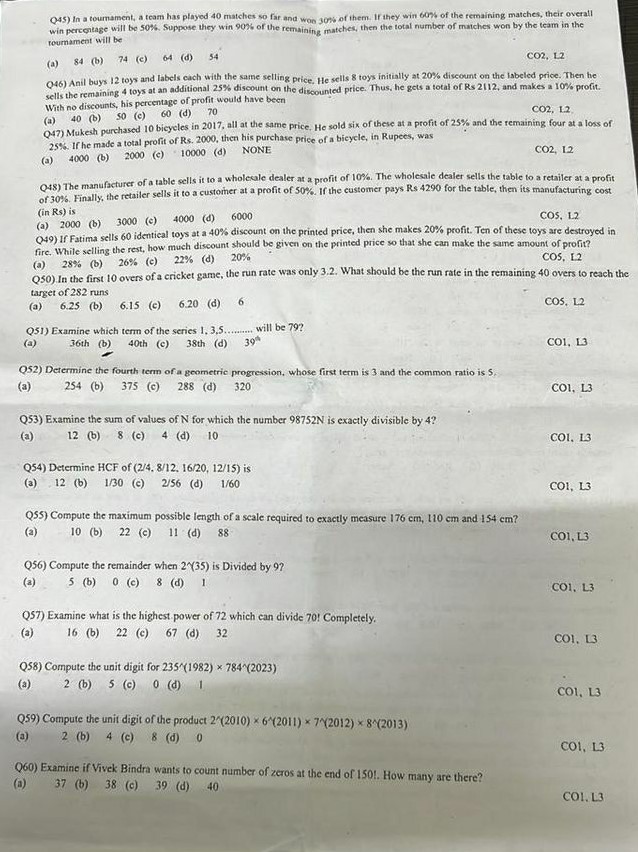 Q45) In a tournament, a team has played 40 matches so far and won 30% of them. If they win 60% of the remaining matches, their overall
win percentage will be 50%. Suppose they win 90% of the remaining matches, then the total number of matches won by the team in the
tournament will be
(a) 84 (b) 74 (c) 64 (d) 54 CO2, L2
Q46) Anil buys 12 toys and labels each with the same selling price. He sells 8 toys initially at 20% discount on the labeled price. Then he
sells the remaining 4 toys at an additional 25% discount on the discounted price. Thus, he gets a total of Rs 2112, and makes a 10% profit.
With no discounts, his percentage of profit would have been
(a) 40 (b) 50 (c) 60 (d) 70 CO2, L2
Q47) Mukesh purchased 10 bicycles in 2017, all at the same price. He sold six of these at a profit of 25% and the remaining four at a loss of
25%. If he made a total profit of Rs. 2000, then his purchase price of a bicycle, in Rupees, was
(a) 4000 (b) 2000 (c) 10000 (d) NONE CO2, L2
Q48) The manufacturer of a table sells it to a wholesale dealer at a profit of 10%. The wholesale dealer sells the table to a retailer at a profit
of 30%. Finally, the retailer sells it to a customer at a profit of 50%. If the customer pays Rs 4290 for the table, then its manufacturing cost
(in Rs) is
(a) 2000 (b) 3000 (c) 4000 (d) 6000 CO5, L2
Q49) If Fatima sells 60 identical toys at a 40% discount on the printed price, then she makes 20% profit. Ten of these toys are destroyed in
fire. While selling the rest, how much discount should be given on the printed price so that she can make the same amount of profit?
(a) 28% (b) 26% (c) 22% (d) 20% CO5, L2
Q50) In the first 10 overs of a cricket game, the run rate was only 3.2. What should be the run rate in the remaining 40 overs to reach the
target of 282 runs
(a) 6.25 (b) 6.15 (c) 6.20 (d) 6 CO5, L2
Q51) Examine which term of the series 1, 3,5.......... will be 79?
(a) 36th (b) 40th (c) 38th (d) 39th CO1, L3
Q52) Determine the fourth term of a geometric progression, whose first term is 3 and the common ratio is 5.
(a) 254 (b) 375 (c) 288 (d) 320 CO1, L3
Q53) Examine the sum of values of N for which the number 98752N is exactly divisible by 4?
(a) 12 (b) 8 (c) 4 (d) 10 CO1, L3
Q54) Determine HCF of (2/4, 8/12, 16/20, 12/15) is
(a) 12 (b) 1/30 (c) 2/56 (d) 1/60 CO1, L3
Q55) Compute the maximum possible length of a scale required to exactly measure 176 cm, 110 cm and 154 cm?
(a) 10 (b) 22 (c) 11 (d) 88 CO1, L3
Q56) Compute the remainder when 2^(35) is Divided by 9?
(a) 5 (b) 0 (c) 8 (d) 1 CO1, L3
Q57) Examine what is the highest power of 72 which can divide 70! Completely.
(a) 16 (b) 22 (c) 67 (d) 32 CO1, L3
Q58) Compute the unit digit for 235^(1982) × 784^(2023)
(a) 2 (b) 5 (c) 0 (d) 1 CO1, L3
Q59) Compute the unit digit of the product 2^(2010) × 6^(2011) × 7^(2012) × 8^(2013)
(a) 2 (b) 4 (c) 8 (d) 0 CO1, L3
Q60) Examine if Vivek Bindra wants to count number of zeros at the end of 150!. How many are there?
(a) 37 (b) 38 (c) 39 (d) 40 CO1. L3